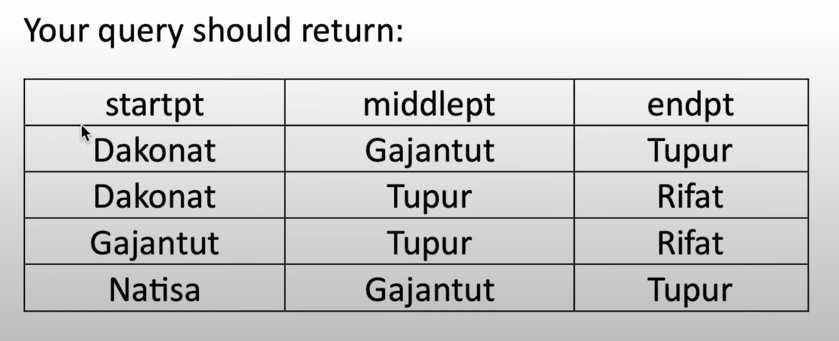 Your query should return:
startpt middlept endpt
Dakonat Gajantut Tupur
Dakonat Tupur Rifat
Gajantut Tupur Rifat
Natisa Gajantut Tupur